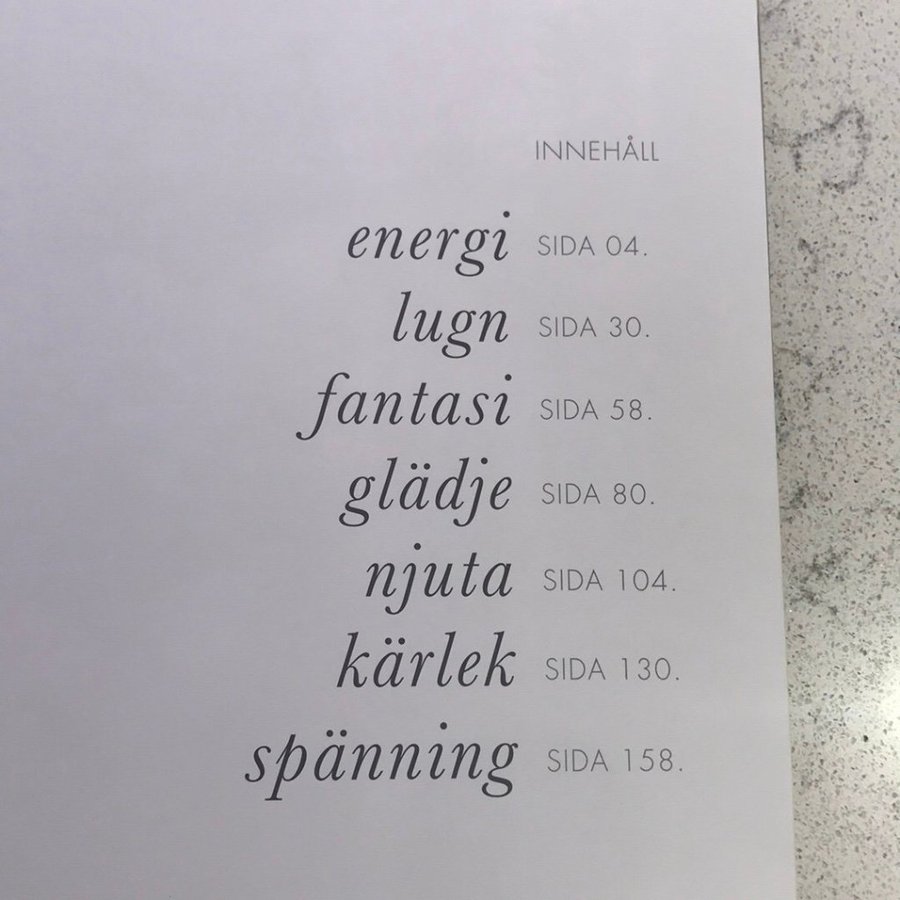 INNEHÅLL
energi SIDA 04.
lugn SIDA 30.
fantasi SIDA 58.
glädje SIDA 80.
njuta SIDA 104.
kärlek SIDA 130.
spänning SIDA 158.